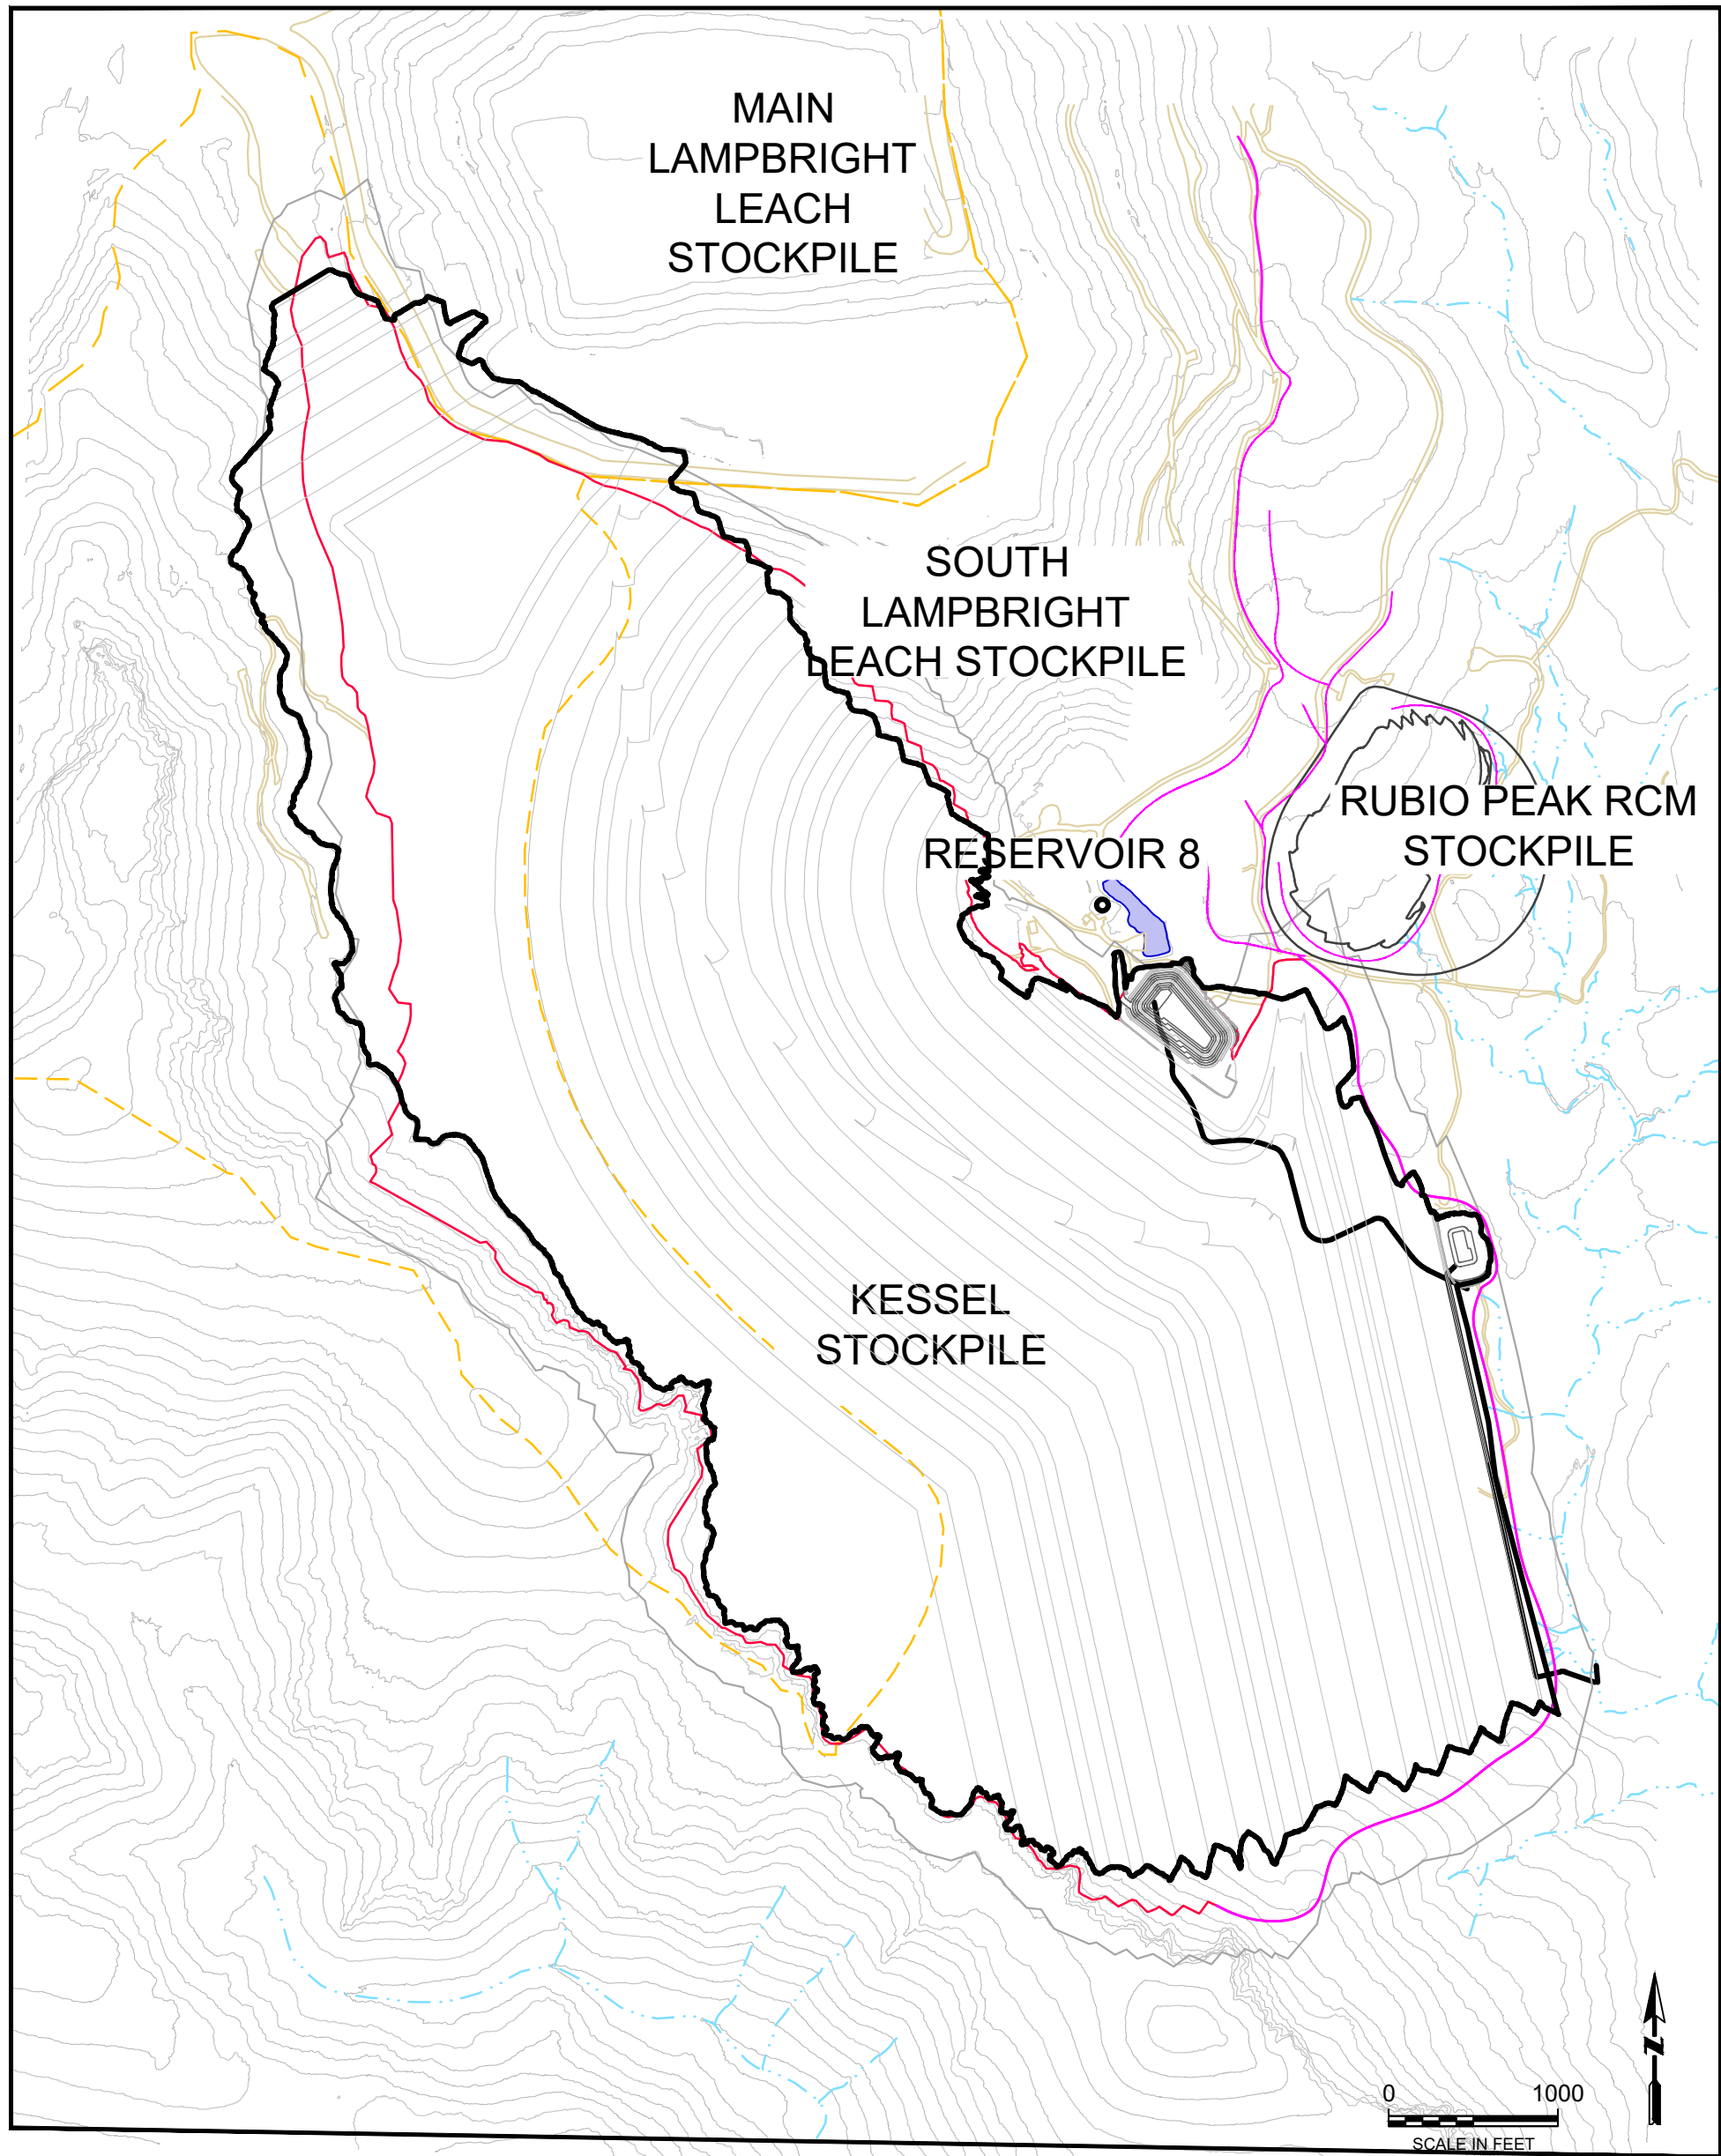 MAIN
LAMPBRIGHT
LEACH
STOCKPILE
SOUTH
LAMPBRIGHT
LEACH STOCKPILE
RUBIO PEAK RCM
STOCKPILE
RESERVOIR 8
KESSEL
STOCKPILE
N
0 1000
SCALE IN FEET